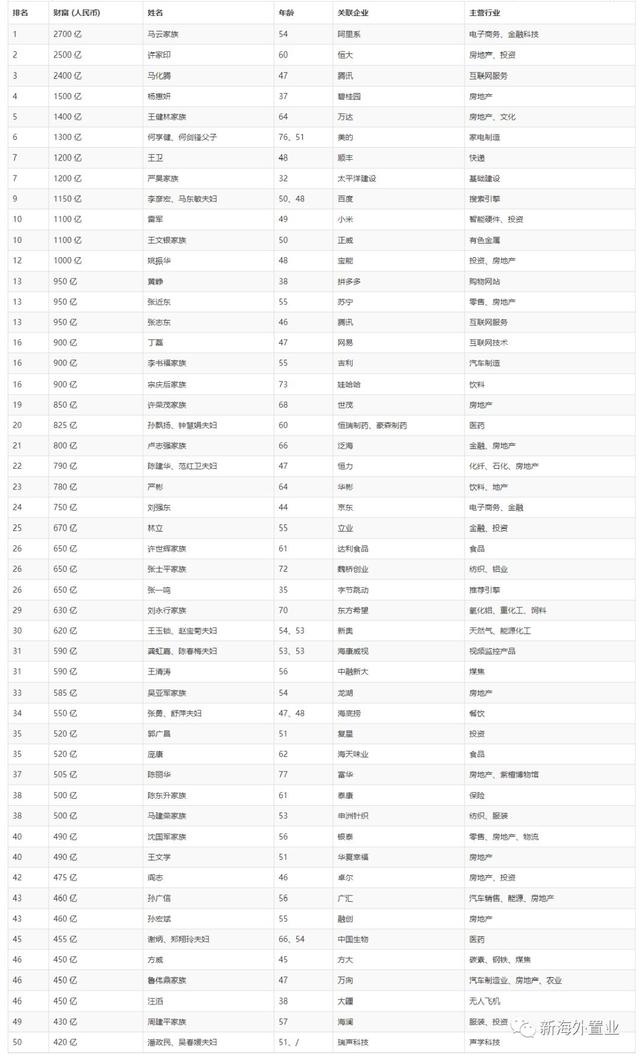 排名 财富 (人民币) 姓名 年龄 关联企业 主营行业
1 2700 亿 马云家族 54 阿里系 电子商务、金融科技
2 2500 亿 许家印 60 恒大 房地产、投资
3 2400 亿 马化腾 47 腾讯 互联网服务
4 1500 亿 杨惠妍 37 碧桂园 房地产
5 1400 亿 王健林家族 64 万达 房地产、文化
6 1300 亿 何享健、何剑锋父子 76、51 美的 家电制造
7 1200 亿 王卫 48 顺丰 快递
7 1200 亿 严昊家族 32 太平洋建设 基础建设
9 1150 亿 李彦宏、马东敏夫妇 50、48 百度 搜索引擎
10 1100 亿 雷军 49 小米 智能硬件、投资
10 1100 亿 王文银家族 50 正威 有色金属
12 1000 亿 姚振华 48 宝能 投资、房地产
13 950 亿 黄峥 38 拼多多 购物网站
13 950 亿 张近东 55 苏宁 零售、房地产
13 950 亿 张志东 46 腾讯 互联网服务
16 900 亿 丁磊 47 网易 互联网技术
16 900 亿 李书福家族 55 吉利 汽车制造
16 900 亿 宗庆后家族 73 娃哈哈 饮料
19 850 亿 许荣茂家族 68 世茂 房地产
20 825 亿 孙飘扬、钟慧娟夫妇 60 恒瑞制药、豪森制药 医药
21 800 亿 卢志强家族 66 泛海 金融、房地产
22 790 亿 陈建华、范红卫夫妇 47 恒力 化纤、石化、房地产
23 780 亿 严彬 64 华彬 饮料、地产
24 750 亿 刘强东 44 京东 电子商务、金融
25 670 亿 林立 55 立业 金融、投资
26 650 亿 许世辉家族 61 达利食品 食品
26 650 亿 张士平家族 72 魏桥创业 纺织、铝业
26 650 亿 张一鸣 35 字节跳动 推荐引擎
29 630 亿 刘永行家族 70 东方希望 氧化铝、重化工、饲料
30 620 亿 王玉锁、赵宝菊夫妇 54、53 新奥 天然气、能源化工
31 590 亿 龚虹嘉、陈春梅夫妇 53、53 海康威视 视频监控产品
31 590 亿 王清涛 56 中融新大 煤焦
33 585 亿 吴亚军家族 54 龙湖 房地产
34 550 亿 张勇、舒萍夫妇 47、48 海底捞 餐饮
35 520 亿 郭广昌 51 复星 投资
35 520 亿 庞康 62 海天味业 食品
37 505 亿 陈丽华 77 富华 房地产、紫檀博物馆
38 500 亿 陈东升家族 61 泰康 保险
38 500 亿 马建荣家族 53 申洲针织 纺织、服装
40 490 亿 沈国军家族 56 银泰 零售、房地产、物流
40 490 亿 王文学 51 华夏幸福 房地产
42 475 亿 阎志 46 卓尔 房地产、投资
43 460 亿 孙广信 56 广汇 汽车销售、能源、房地产
43 460 亿 孙宏斌 55 融创 房地产
45 455 亿 谢炳、郑翔玲夫妇 66、54 中国生物 医药
46 450 亿 方威 45 方大 碳素、钢铁、煤焦
46 450 亿 鲁伟鼎家族 47 万向 汽车制造业、房地产、农业
46 450 亿 汪滔 38 大疆 无人飞机
49 430 亿 周建平家族 57 海澜 服装、投资
50 420 亿 潘政民、吴春媛夫妇 51、/ 瑞声科技 声学科技
新海外置业